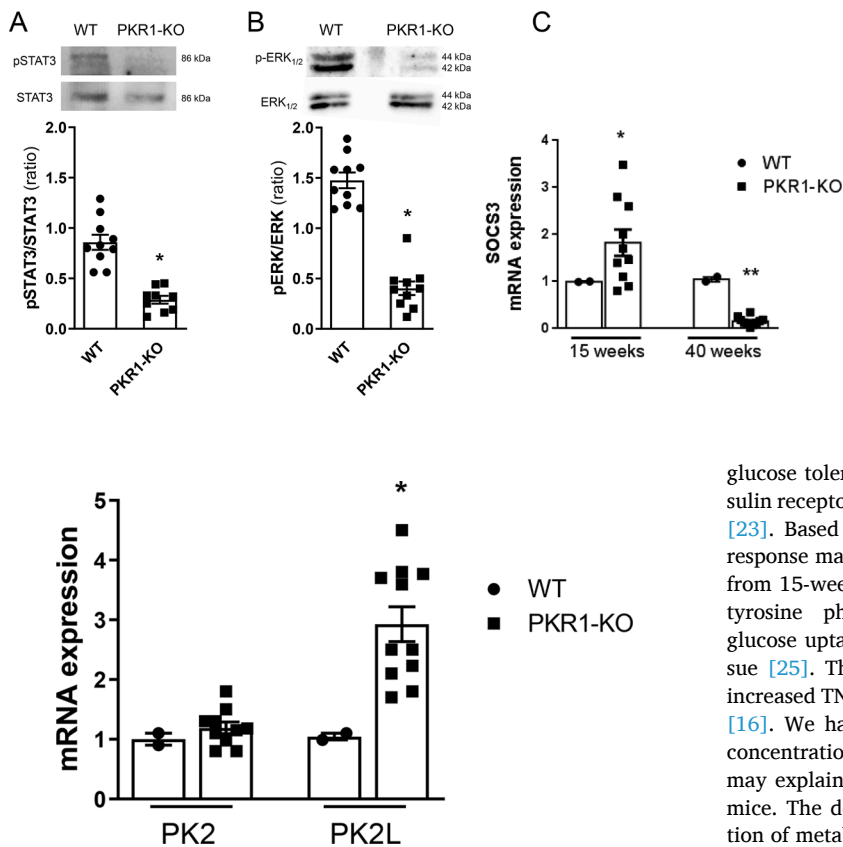 A
WT PKR1-KO
pSTAT3 86 kDa
STAT3 86 kDa
2.0
1.5
1.0
0.5
0.0
pSTAT3/STAT3 (ratio)
*
WT PKR1-KO
B
WT PKR1-KO
p-ERK1/2 44 kDa
42 kDa
ERK1/2 44 kDa
42 kDa
2.0
1.5
1.0
0.5
0.0
pERK/ERK (ratio)
*
WT PKR1-KO
C
4
3
2
1
0
SOCS3
mRNA expression
*
**
WT
PKR1-KO
15 weeks 40 weeks
5
4
3
2
1
0
mRNA expression
*
WT
PKR1-KO
PK2 PK2L
glucose toler
sulin recepto
[23]. Based
response ma
from 15-wee
tyrosine ph
glucose upta
sue [25]. Th
increased TN
[16]. We ha
concentratio
may explain
mice. The d
tion of metal